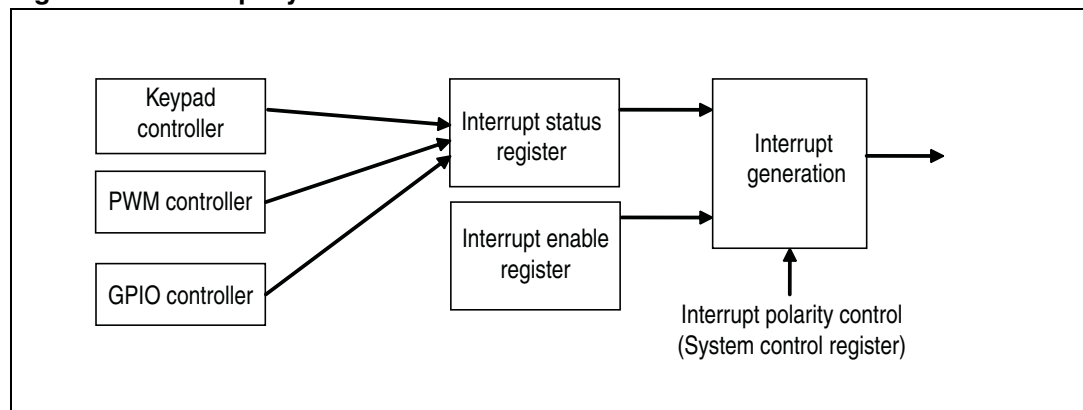 Keypad
controller
PWM controller
GPIO controller
Interrupt status
register
Interrupt enable
register
Interrupt
generation
Interrupt polarity control
(System control register)